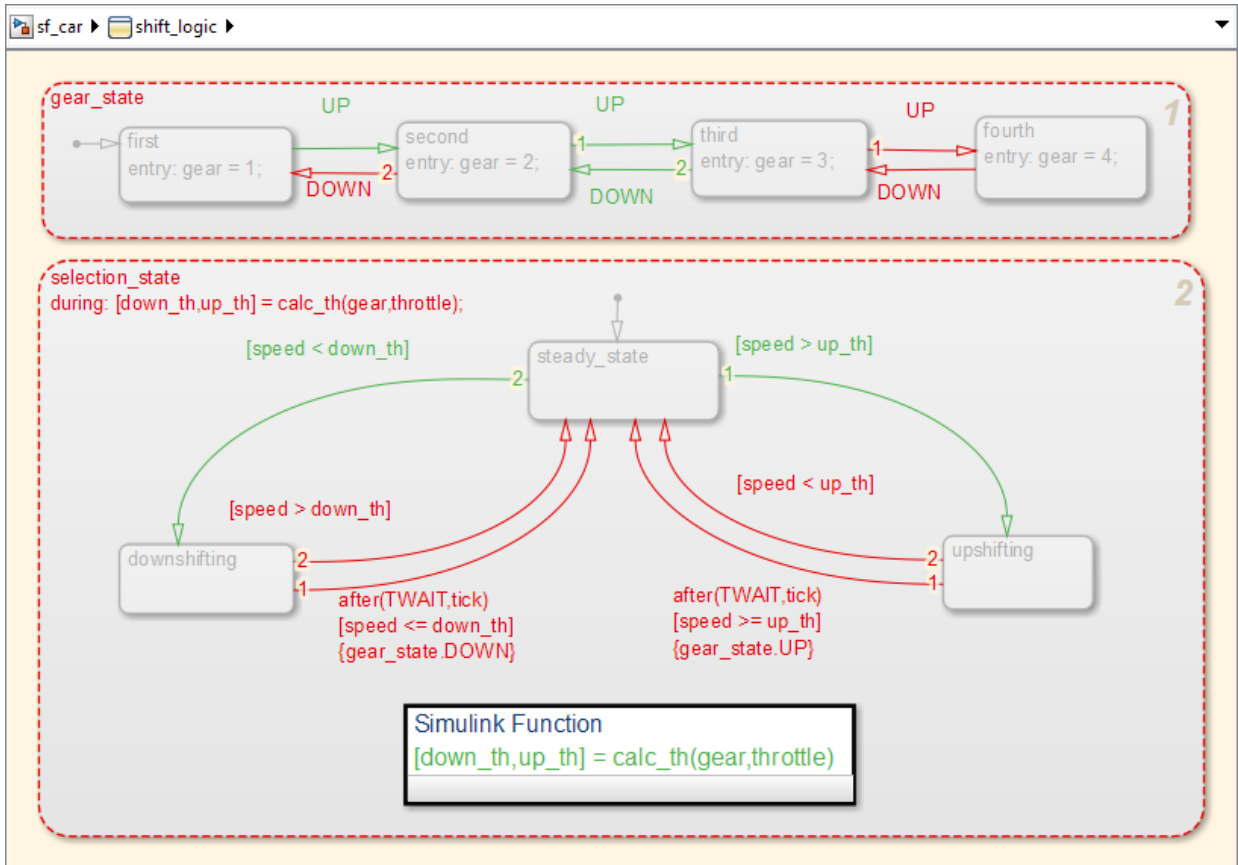 sf_car shift_logic
gear_state
1
UP
UP
UP
first
entry: gear = 1;
second
entry: gear = 2;
third
entry: gear = 3;
fourth
entry: gear = 4;
2
1
2
1
DOWN
DOWN
DOWN
selection_state
during: [down_th,up_th] = calc_th(gear,throttle);
2
[speed < down_th]
steady_state
[speed > up_th]
2
1
[speed > down_th]
[speed < up_th]
downshifting
2
1
upshifting
2
1
after(TWAIT,tick)
[speed <= down_th]
{gear_state.DOWN}
after(TWAIT,tick)
[speed >= up_th]
{gear_state.UP}
Simulink Function
[down_th,up_th] = calc_th(gear,throttle)